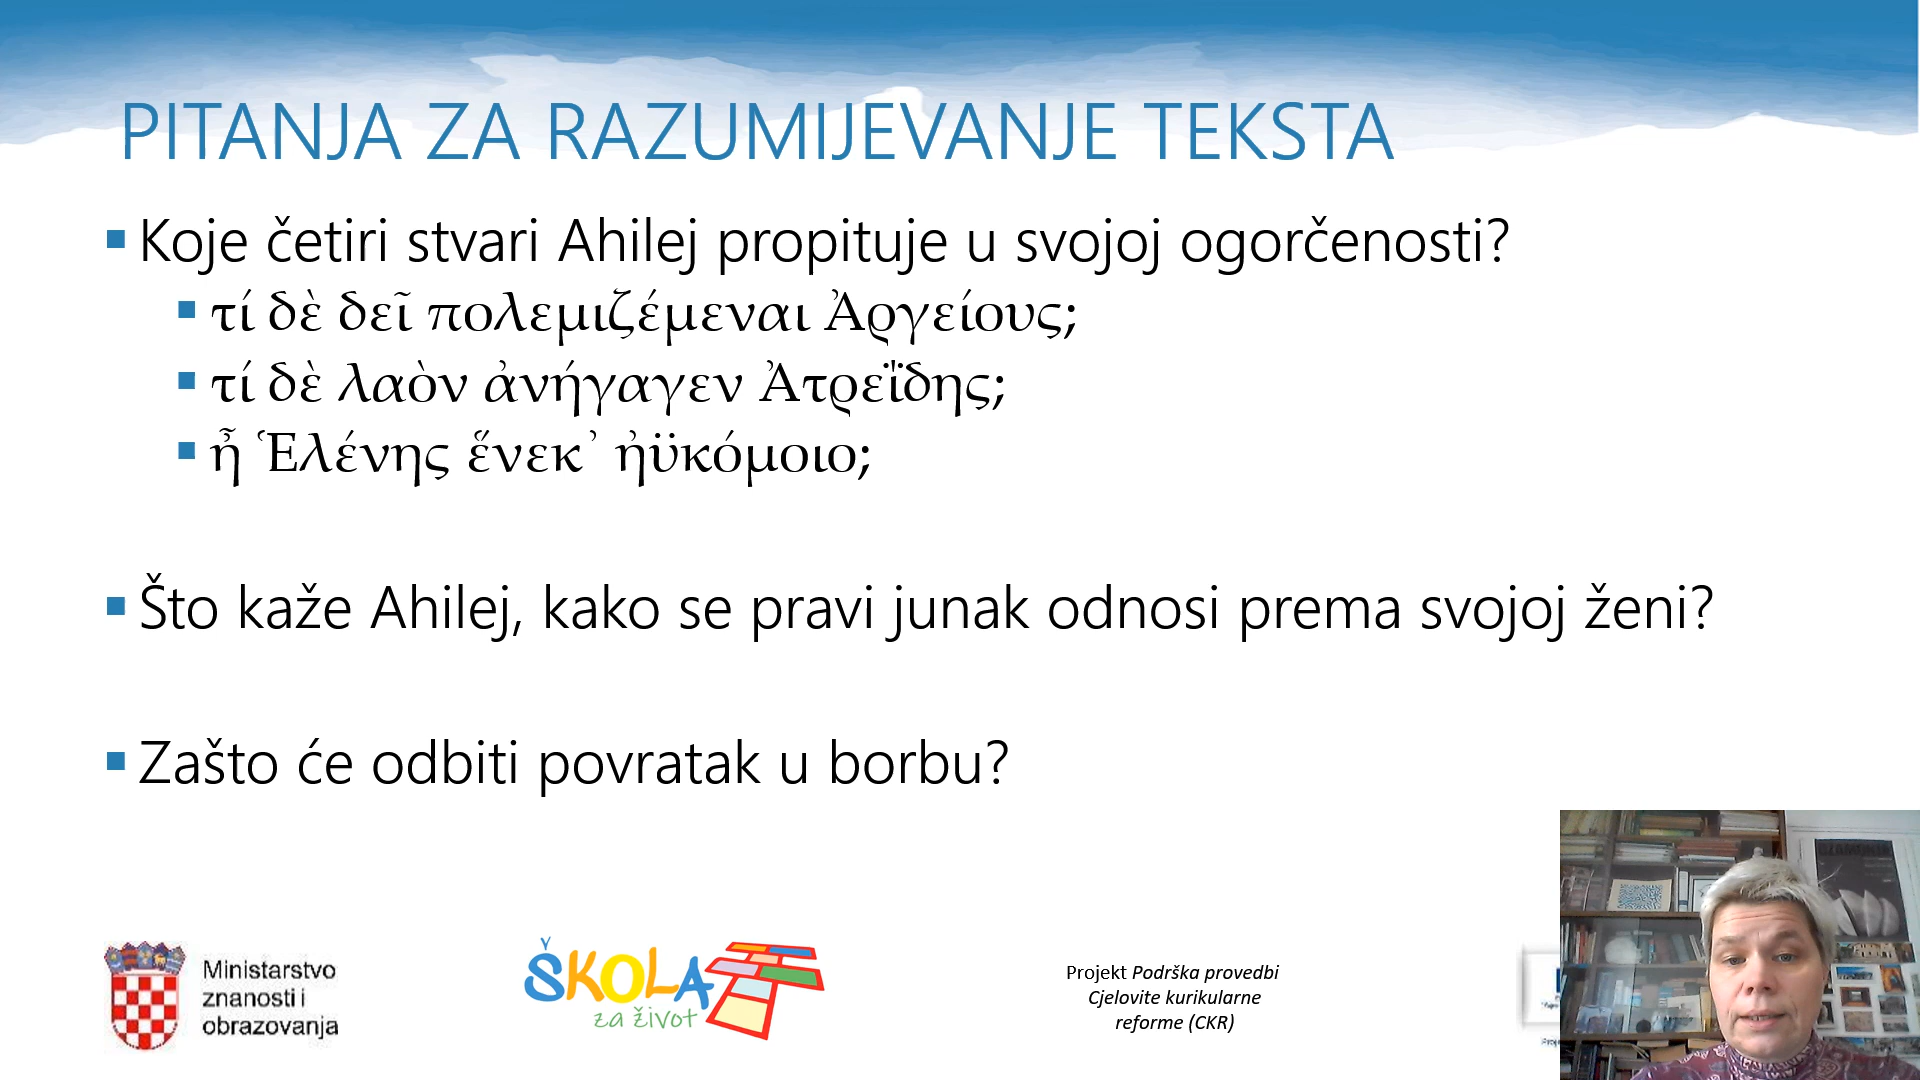 PITANJA ZA RAZUMIJEVANJE TEKSTA
Koje četiri stvari Ahilej propituje u svojoj ogorčenosti?
τί δὲ δεῖ πολεμιζέμεναι Ἀργείους;
τί δὲ λαὸν ἀνήγαγεν Ἀτρεΐδης;
ἦ Ἑλένης ἕνεκ᾽ ἠϋκόμοιο;
Što kaže Ahilej, kako se pravi junak odnosi prema svojoj ženi?
Zašto će odbiti povratak u borbu?
Ministarstvo
znanosti i
obrazovanja
ŠKOLA
za život
Projekt Podrška provedbi
Cjelovite kurikularne
reforme (CKR)